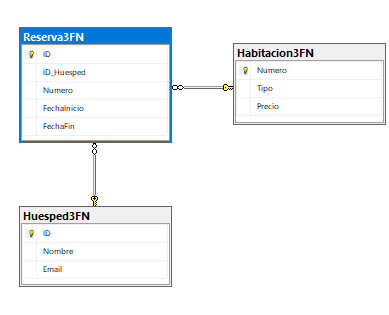 Reserva3FN
ID
ID_Huesped
Numero
FechaInicio
FechaFin
Habitacion3FN
Numero
Tipo
Precio
Huesped3FN
ID
Nombre
Email